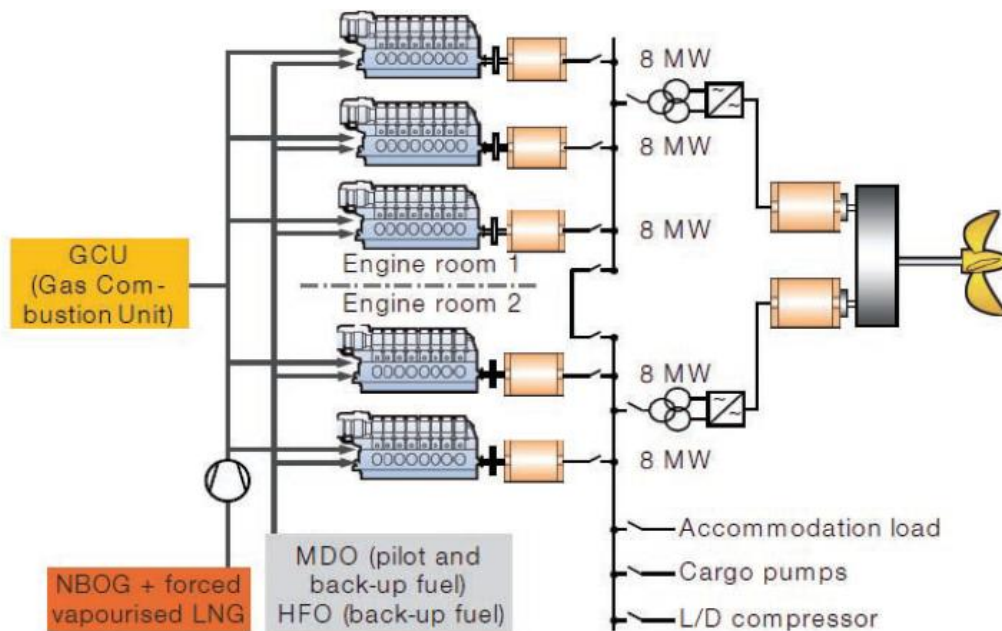 8 MW
8 MW
8 MW
GCU
(Gas Com-
bustion Unit)
Engine room 1
Engine room 2
8 MW
8 MW
Accommodation load
NBOG + forced
vapourised LNG
MDO (pilot and
back-up fuel)
HFO (back-up fuel)
Cargo pumps
L/D compressor